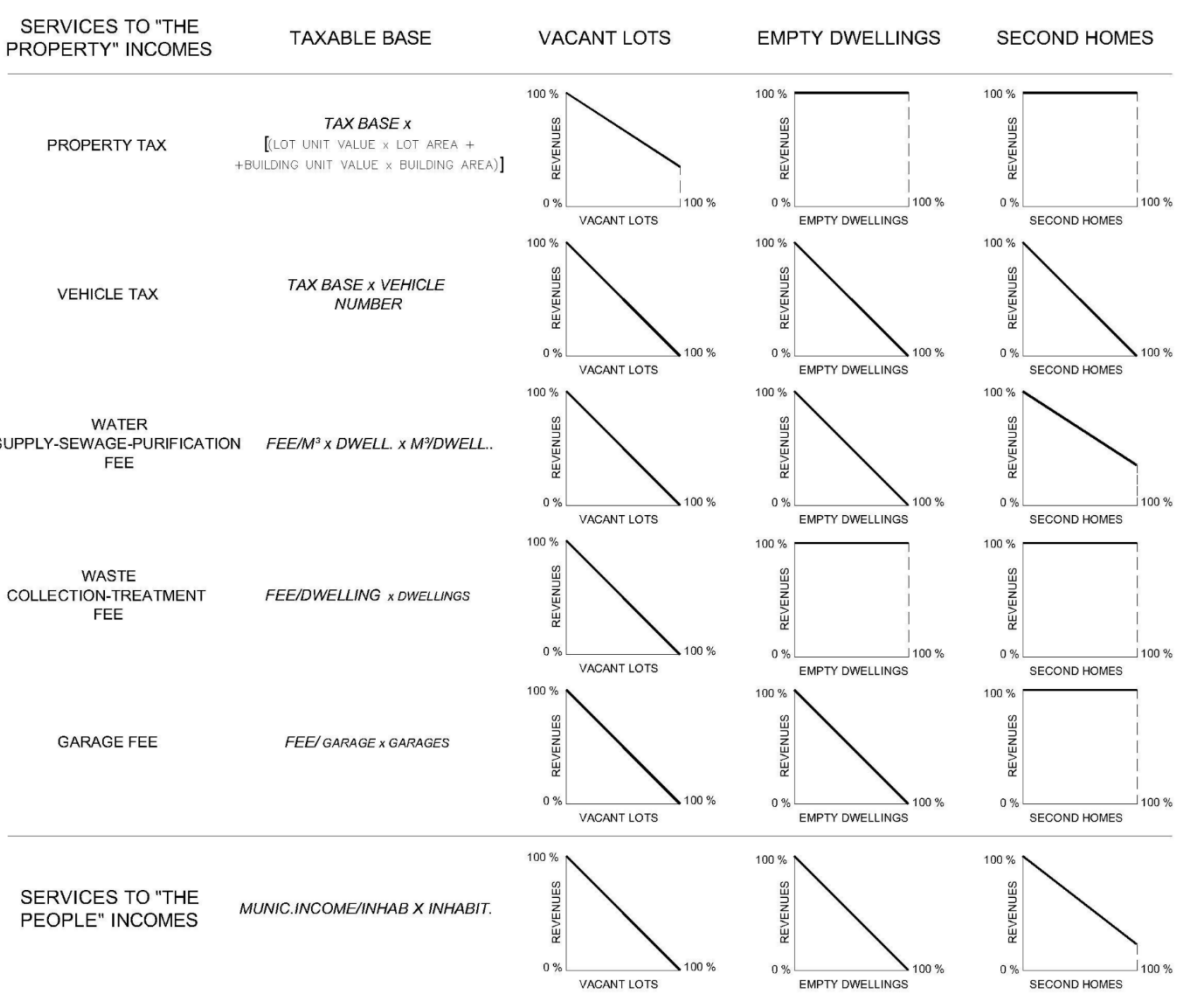 SERVICES TO "THE
PROPERTY" INCOMES
TAXABLE BASE
VACANT LOTS
EMPTY DWELLINGS
SECOND HOMES
PROPERTY TAX
TAX BASE x
[(LOT UNIT VALUE x LOT AREA +
+BUILDING UNIT VALUE x BUILDING AREA)]
100 %
REVENUES
0 %
100 %
VACANT LOTS
100 %
REVENUES
0 %
100 %
EMPTY DWELLINGS
100 %
REVENUES
0 %
100 %
SECOND HOMES
VEHICLE TAX
TAX BASE x VEHICLE
NUMBER
100 %
REVENUES
0 %
100 %
VACANT LOTS
100 %
REVENUES
0 %
100 %
EMPTY DWELLINGS
100 %
REVENUES
0 %
100 %
SECOND HOMES
WATER
SUPPLY-SEWAGE-PURIFICATION
FEE
FEE/M³ x DWELL. x M³/DWELL..
100 %
REVENUES
0 %
100 %
VACANT LOTS
100 %
REVENUES
0 %
100 %
EMPTY DWELLINGS
100 %
REVENUES
0 %
100 %
SECOND HOMES
WASTE
COLLECTION-TREATMENT
FEE
FEE/DWELLING x DWELLINGS
100 %
REVENUES
0 %
100 %
VACANT LOTS
100 %
REVENUES
0 %
100 %
EMPTY DWELLINGS
100 %
REVENUES
0 %
100 %
SECOND HOMES
GARAGE FEE
FEE/ GARAGE x GARAGES
100 %
REVENUES
0 %
100 %
VACANT LOTS
100 %
REVENUES
0 %
100 %
EMPTY DWELLINGS
100 %
REVENUES
0 %
100 %
SECOND HOMES
SERVICES TO "THE
PEOPLE" INCOMES
MUNIC.INCOME/INHAB X INHABIT.
100 %
REVENUES
0 %
100 %
VACANT LOTS
100 %
REVENUES
0 %
100 %
EMPTY DWELLINGS
100 %
REVENUES
0 %
100 %
SECOND HOMES